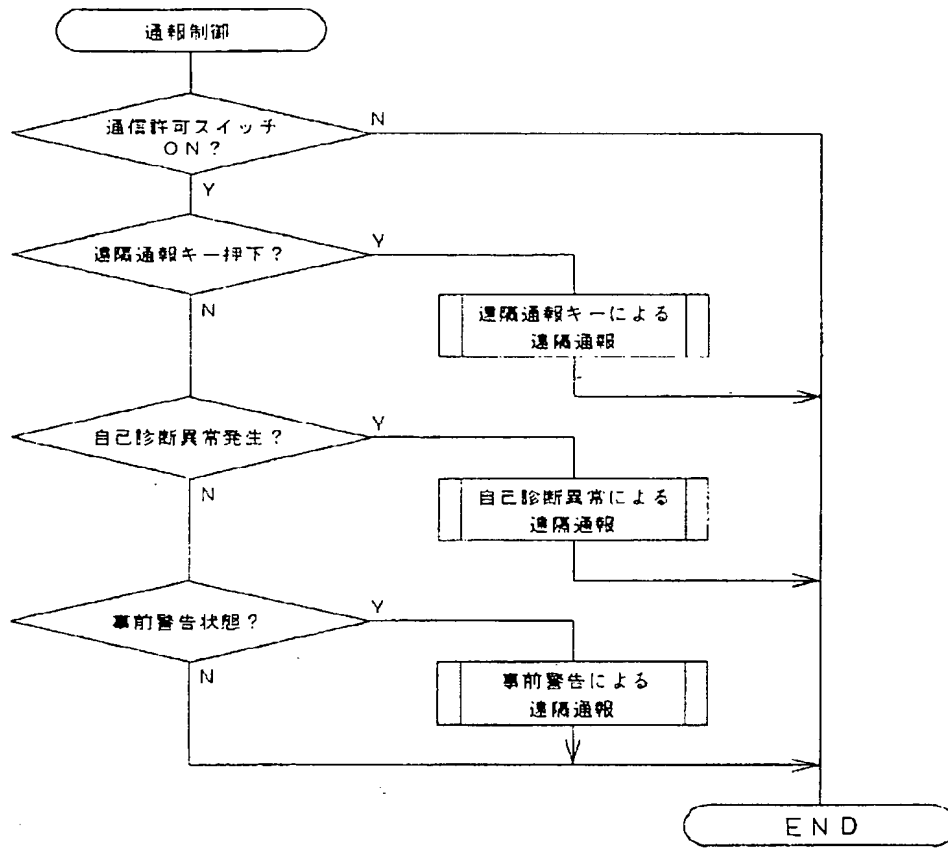 通報制御
通信許可スイッチ
ON?
N
Y
遠隔通報キー押下?
Y
N
遠隔通報キーによる
遠隔通報
自己診断異常発生?
Y
N
自己診断異常による
遠隔通報
事前警告状態?
Y
N
事前警告による
遠隔通報
END